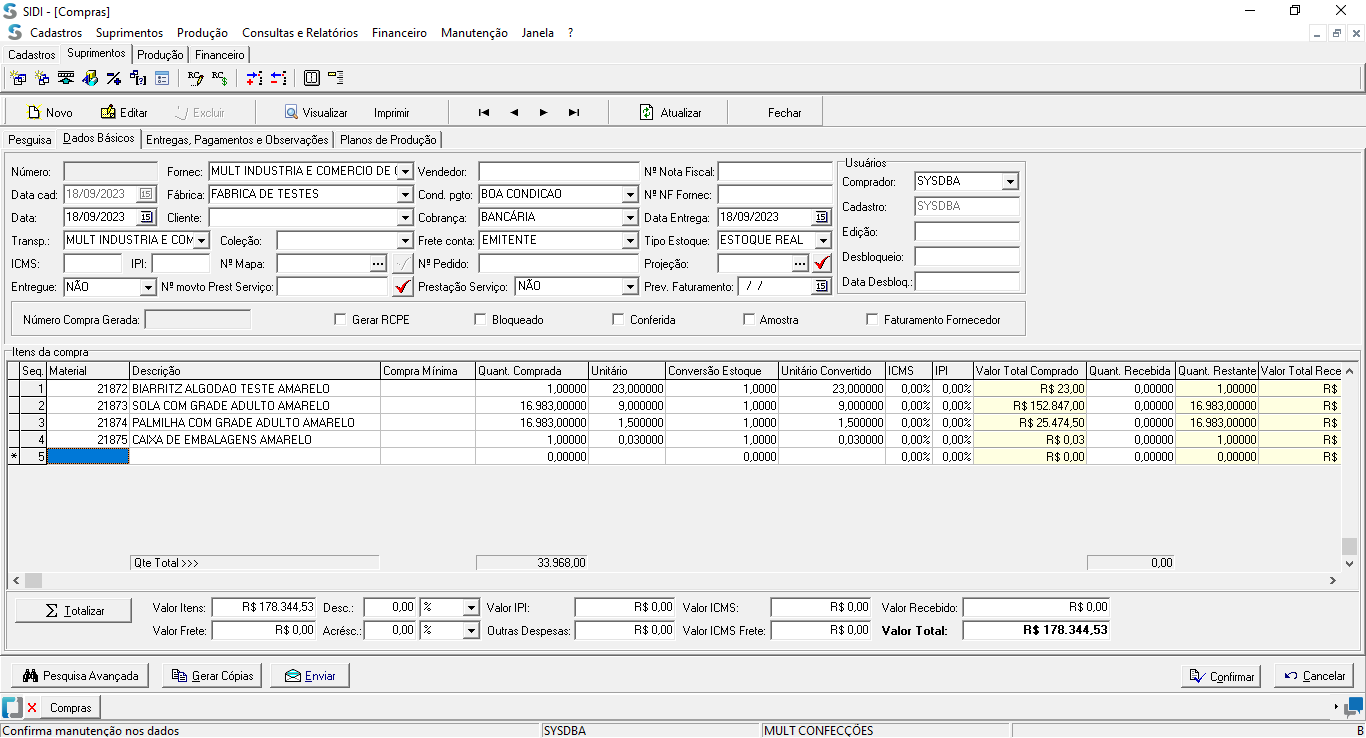 SIDI - [Compras]
Cadastros Suprimentos Produção Consultas e Relatórios Financeiro Manutenção Janela ?
Cadastros Suprimentos Produção Financeiro
Novo Editar Excluir Visualizar Imprimir Atualizar Fechar
Pesquisa Dados Básicos Entregas, Pagamentos e Observações Planos de Produção
Número: Fornec: MULT INDUSTRIA E COMERCIO DE ( Vendedor: Nº Nota Fiscal: Usuários
Comprador: SYSDBA
Data cad: 18/09/2023 15 Fábrica: FABRICA DE TESTES Cond. pgto: BOA CONDICAO Nº NF Fornec:
Cadastro: SYSDBA
Data: 18/09/2023 15 Cliente: Cobrança: BANCÁRIA Data Entrega: 18/09/2023 15
Edição:
Transp.: MULT INDUSTRIA E COM Coleção: Frete conta: EMITENTE Tipo Estoque: ESTOQUE REAL
Desbloqueio:
ICMS: IPI: Nº Mapa: ... Nº Pedido: Projeção: ...
Data Desbloq.:
Entregue: NÃO Nº movto Prest Serviço: Prestação Serviço: NÃO Prev. Faturamento: / / 15
Número Compra Gerada: Gerar RCPE Bloqueado Conferida Amostra Faturamento Fornecedor
Itens da compra
Seq. Material Descrição Compra Mínima Quant. Comprada Unitário Conversão Estoque Unitário Convertido ICMS IPI Valor Total Comprado Quant. Recebida Quant. Restante Valor Total Rece
1 21872 BIARRITZ ALGODAO TESTE AMARELO 1,00000 23,000000 1,0000 23,000000 0,00% 0,00% R$ 23,00 0,00000 1,00000 R$
2 21873 SOLA COM GRADE ADULTO AMARELO 16.983,00000 9,000000 1,0000 9,000000 0,00% 0,00% R$ 152.847,00 0,00000 16.983,00000 R$
3 21874 PALMILHA COM GRADE ADULTO AMARELO 16.983,00000 1,500000 1,0000 1,500000 0,00% 0,00% R$ 25.474,50 0,00000 16.983,00000 R$
4 21875 CAIXA DE EMBALAGENS AMARELO 1,00000 0,030000 1,0000 0,030000 0,00% 0,00% R$ 0,03 0,00000 1,00000 R$
* 5 0,00000 0,0000 0,00% 0,00% R$ 0,00 0,00000 0,00000 R$
Qte Total >>> 33.968,00 0,00
Totalizar Valor Itens: R$ 178.344,53 Desc.: 0,00 % Valor IPI: R$ 0,00 Valor ICMS: R$ 0,00 Valor Recebido: R$ 0,00
Valor Frete: R$ 0,00 Acrésc.: 0,00 % Outras Despesas: R$ 0,00 Valor ICMS Frete: R$ 0,00 Valor Total: R$ 178.344,53
Pesquisa Avançada Gerar Cópias Enviar Confirmar Cancelar
Compras
Confirma manutenção nos dados SYSDBA MULT CONFECÇÕES B